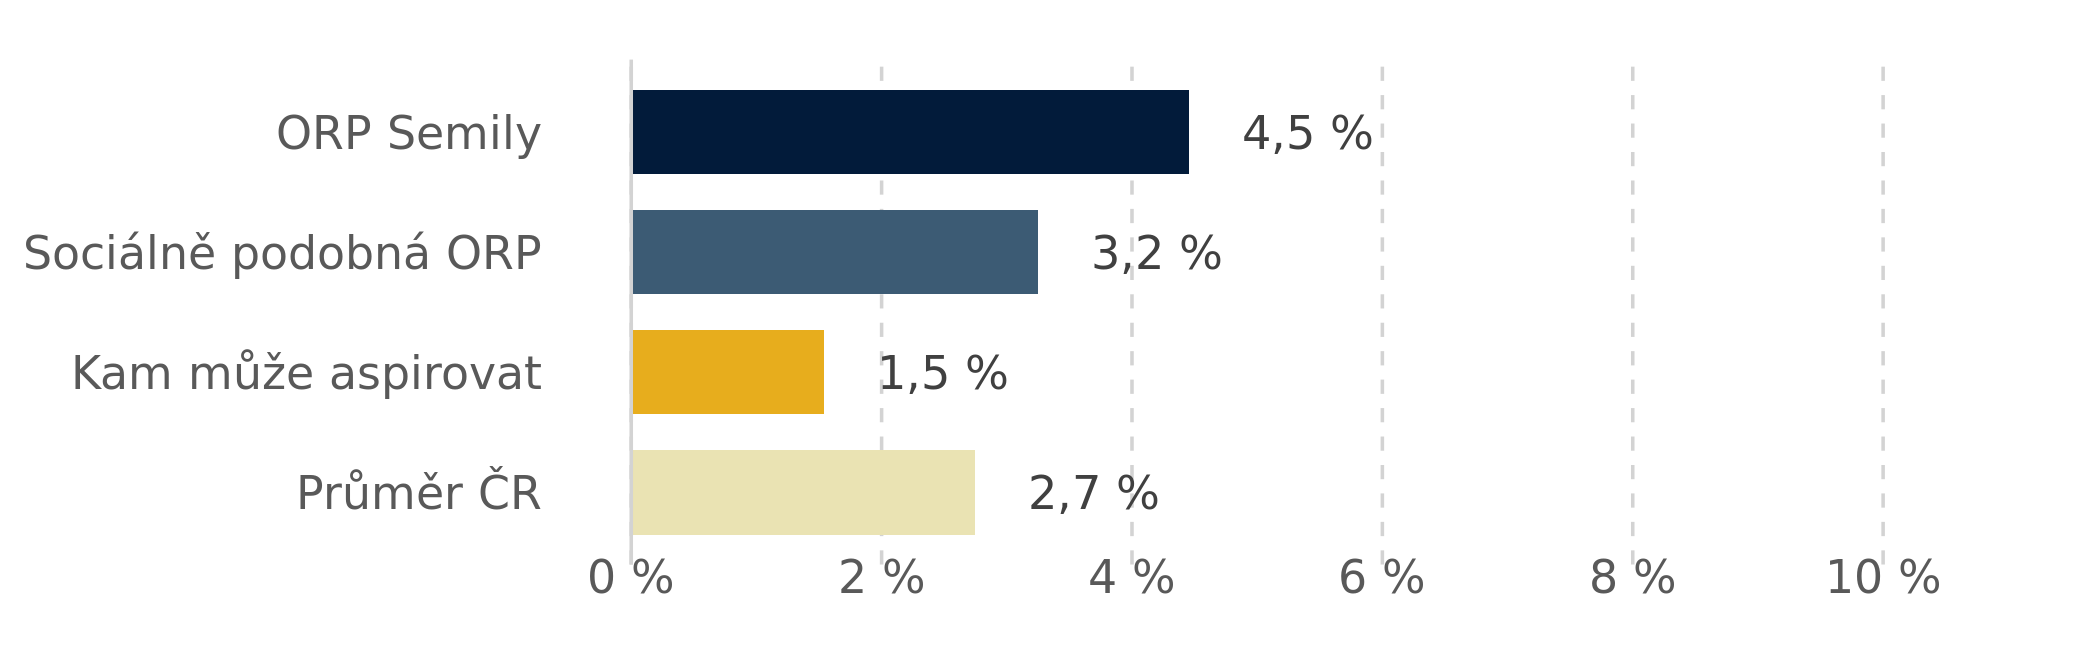 ORP Semily 4,5 %
Sociálně podobná ORP 3,2 %
Kam může aspirovat 1,5 %
Průměr ČR 2,7 %
0 % 2 % 4 % 6 % 8 % 10 %